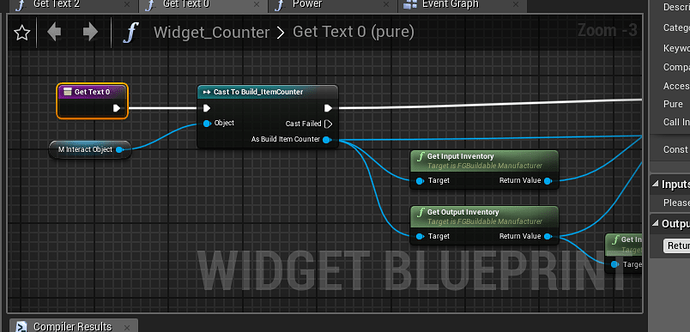 Get Text 2
Get Text 0
Power
Event Graph
Widget_Counter > Get Text 0 (pure)
Zoom -3
Get Text 0
Cast To Build_ItemCounter
Object
Cast Failed
As Build Item Counter
M Interact Object
Get Input Inventory
Target is FGBuildable Manufacturer
Target
Return Value
Get Output Inventory
Target is FGBuildable Manufacturer
Target
Return Value
Get In
Targe
WIDGET BLUEPRINT
Compiler Results
Descri
Categ
Keywo
Compa
Acces
Pure
Call In
Const
Inputs
Please
Outpu
Retur